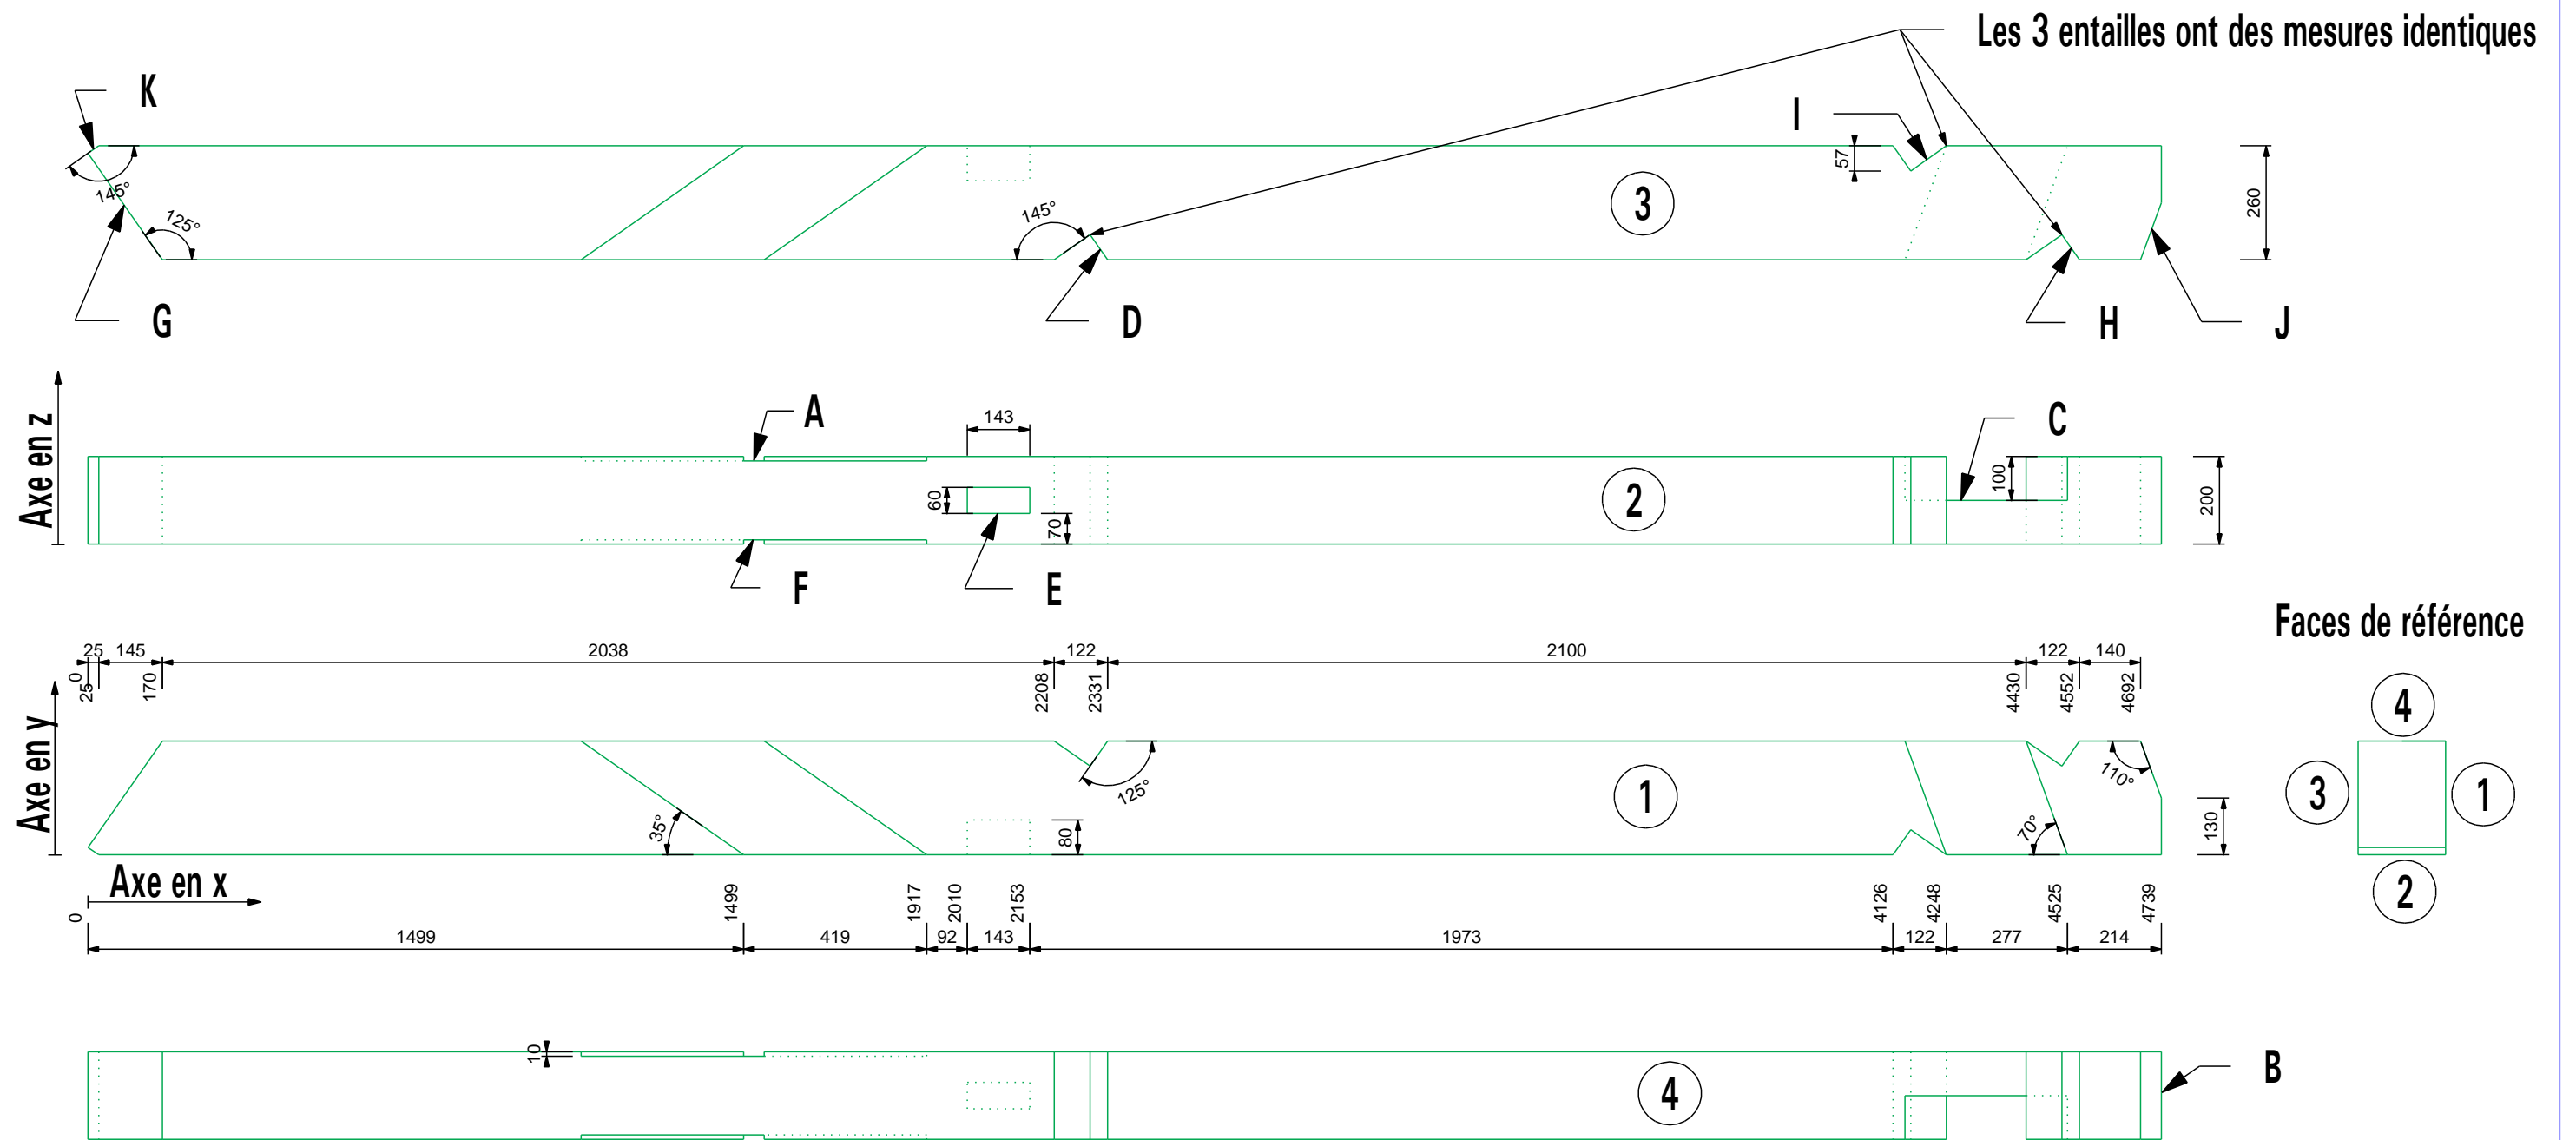 Les 3 entailles ont des mesures identiques
K
I
57
145°
125°
145°
3
260
G
D
H
J
Axe en z
A
143
C
60
70
2
100
200
F
E
Faces de référence
25 145 2038 122 2100 122 140
0 25 170 2208 2331 4430 4552 4692
Axe en y
35°
80
125°
1
70°
110°
130
4
3
1
2
Axe en x
0 1499 1917 2010 2153 4126 4248 4525 4739
1499 419 92 143 1973 122 277 214
10
4
B